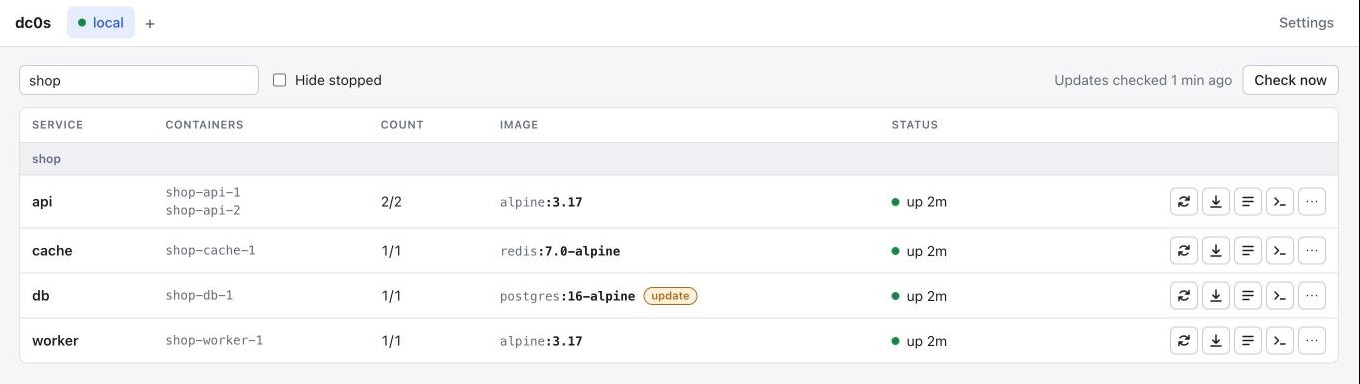 dc0s local + Settings
shop Hide stopped Updates checked 1 min ago Check now
SERVICE CONTAINERS COUNT IMAGE STATUS
shop
api shop-api-1 2/2 alpine:3.17 up 2m
shop-api-2
cache shop-cache-1 1/1 redis:7.0-alpine up 2m
db shop-db-1 1/1 postgres:16-alpine update up 2m
worker shop-worker-1 1/1 alpine:3.17 up 2m